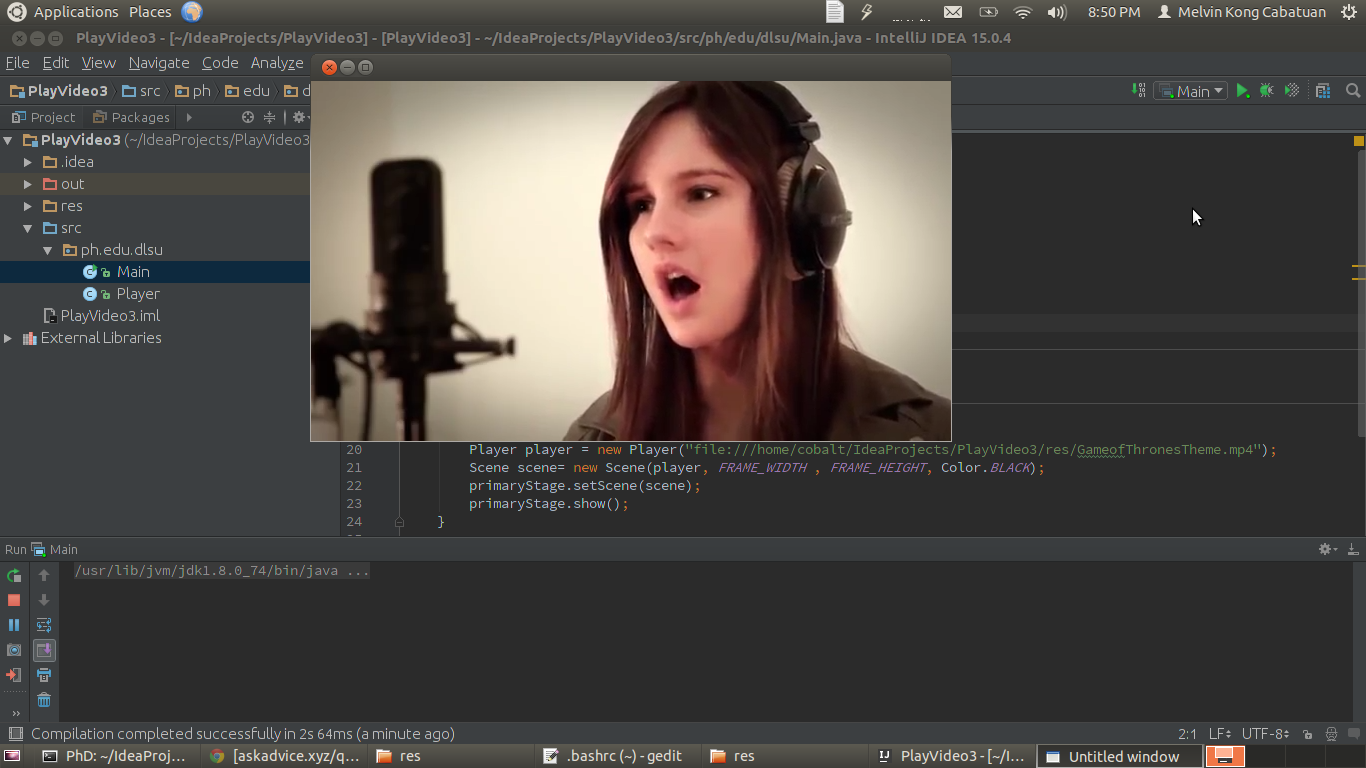 Applications Places 8:50 PM Melvin Kong Cabatuan
PlayVideo3 - [~/IdeaProjects/PlayVideo3] - [PlayVideo3] - ~/IdeaProjects/PlayVideo3/src/ph/edu/dlsu/Main.java - IntelliJ IDEA 15.0.4
File Edit View Navigate Code Analyze
PlayVideo3 src ph edu d Main
Project Packages
PlayVideo3 (~/IdeaProjects/PlayVideo3
.idea
out
res
src
ph.edu.dlsu
Main
Player
PlayVideo3.iml
External Libraries
20 Player player = new Player("file:///home/cobalt/IdeaProjects/PlayVideo3/res/GameofThronesTheme.mp4");
21 Scene scene= new Scene(player, FRAME_WIDTH , FRAME_HEIGHT, Color.BLACK);
22 primaryStage.setScene(scene);
23 primaryStage.show();
24 }
Run Main
/usr/lib/jvm/jdk1.8.0_74/bin/java ...
Compilation completed successfully in 2s 64ms (a minute ago) 2:1 LF UTF-8
PhD: ~/IdeaProj... [askadvice.xyz/q... res .bashrc (~) - gedit res PlayVideo3 - [~/I... Untitled window